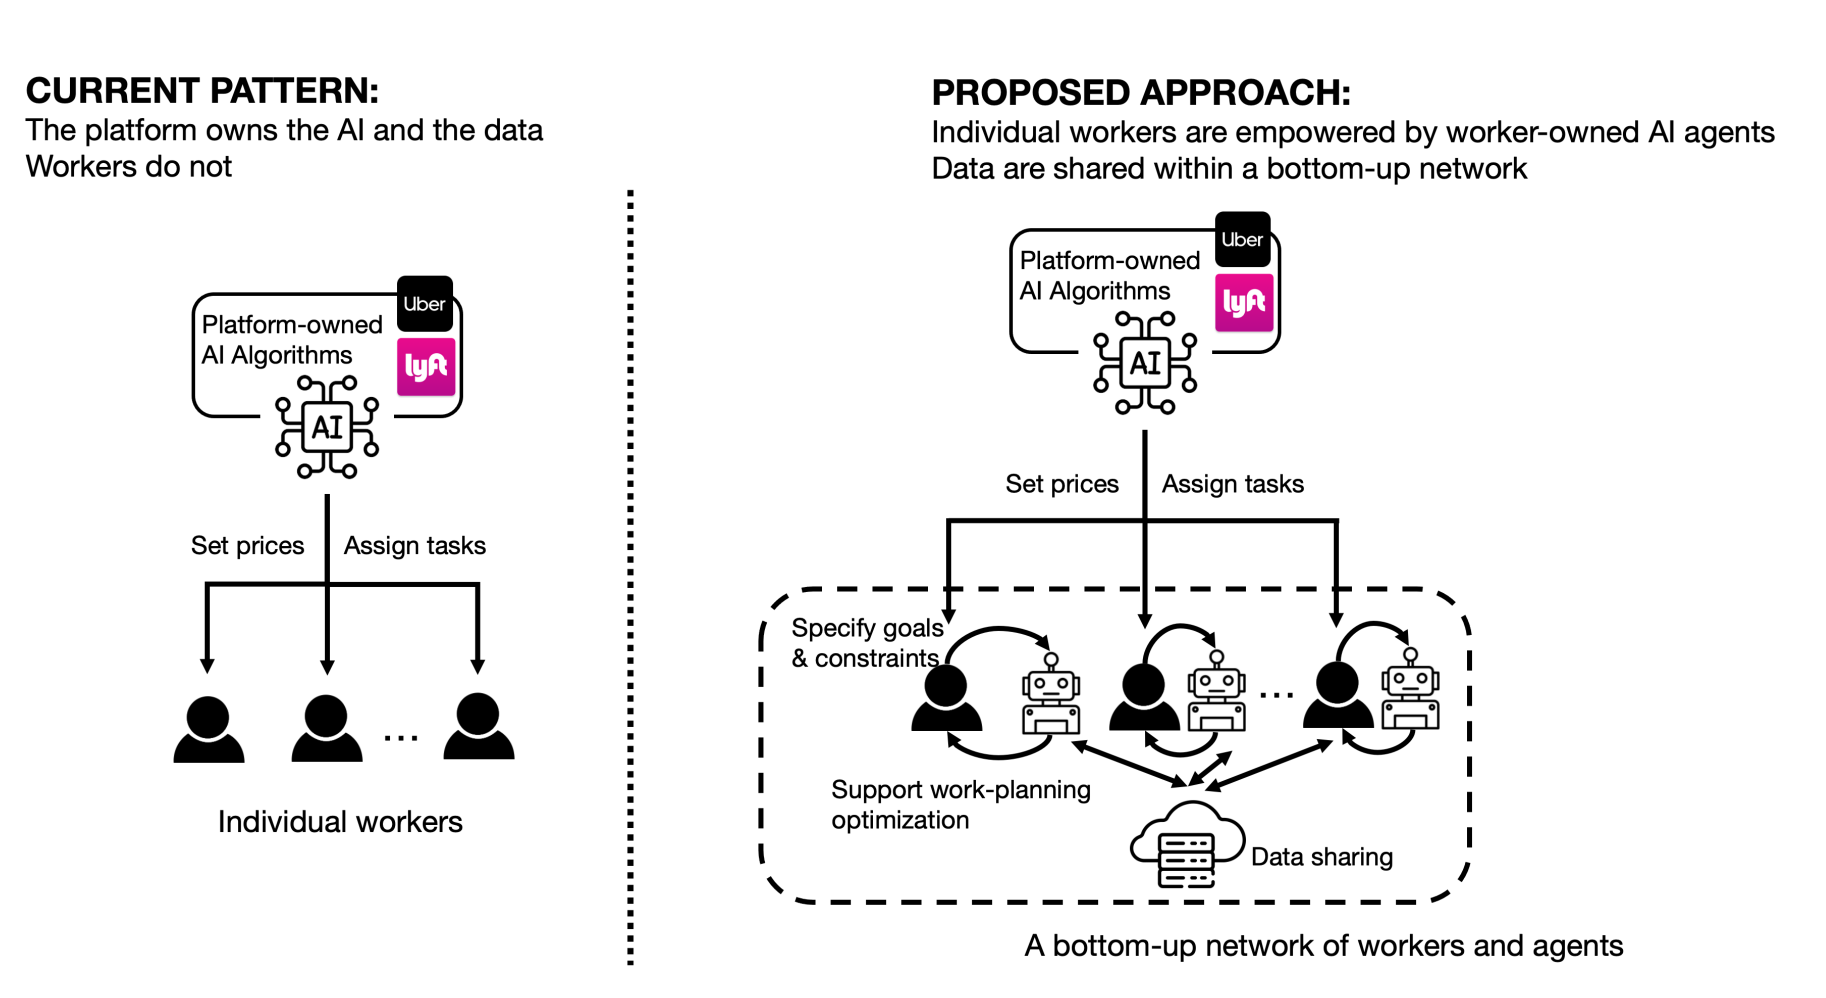 CURRENT PATTERN:
The platform owns the AI and the data
Workers do not
Platform-owned
AI Algorithms
Uber
lyft
AI
Set prices
Assign tasks
...
Individual workers
PROPOSED APPROACH:
Individual workers are empowered by worker-owned AI agents
Data are shared within a bottom-up network
Platform-owned
AI Algorithms
Uber
lyft
AI
Set prices
Assign tasks
Specify goals
& constraints
...
Support work-planning
optimization
Data sharing
A bottom-up network of workers and agents